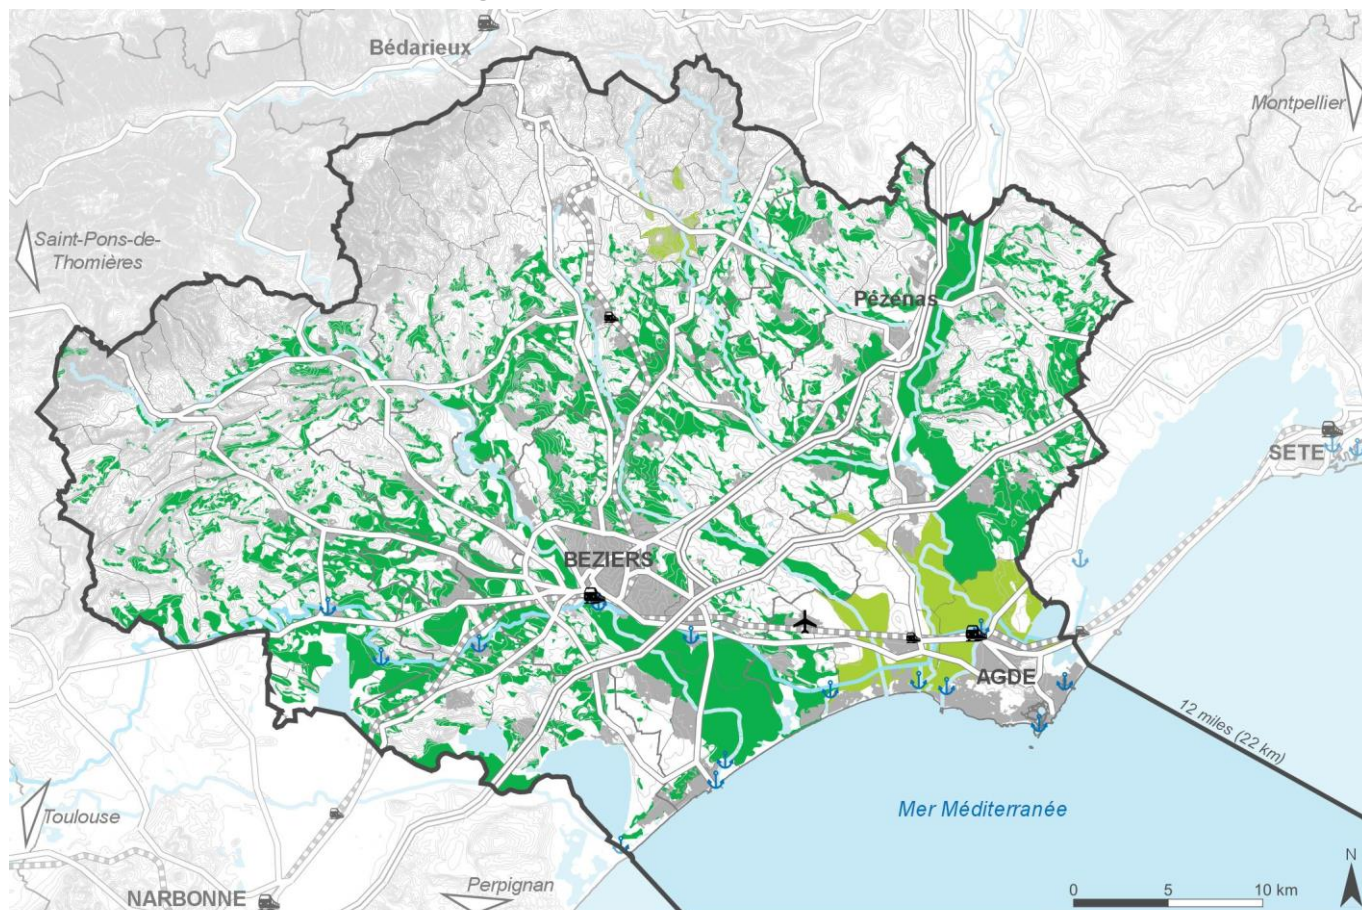 Bédarieux
Montpellier
Saint-Pons-de-
Thomières
Pézenas
SETE
BEZIERS
AGDE
12 miles (22 km)
Mer Méditerranée
Toulouse
Perpignan
NARBONNE
N
0 5 10 km